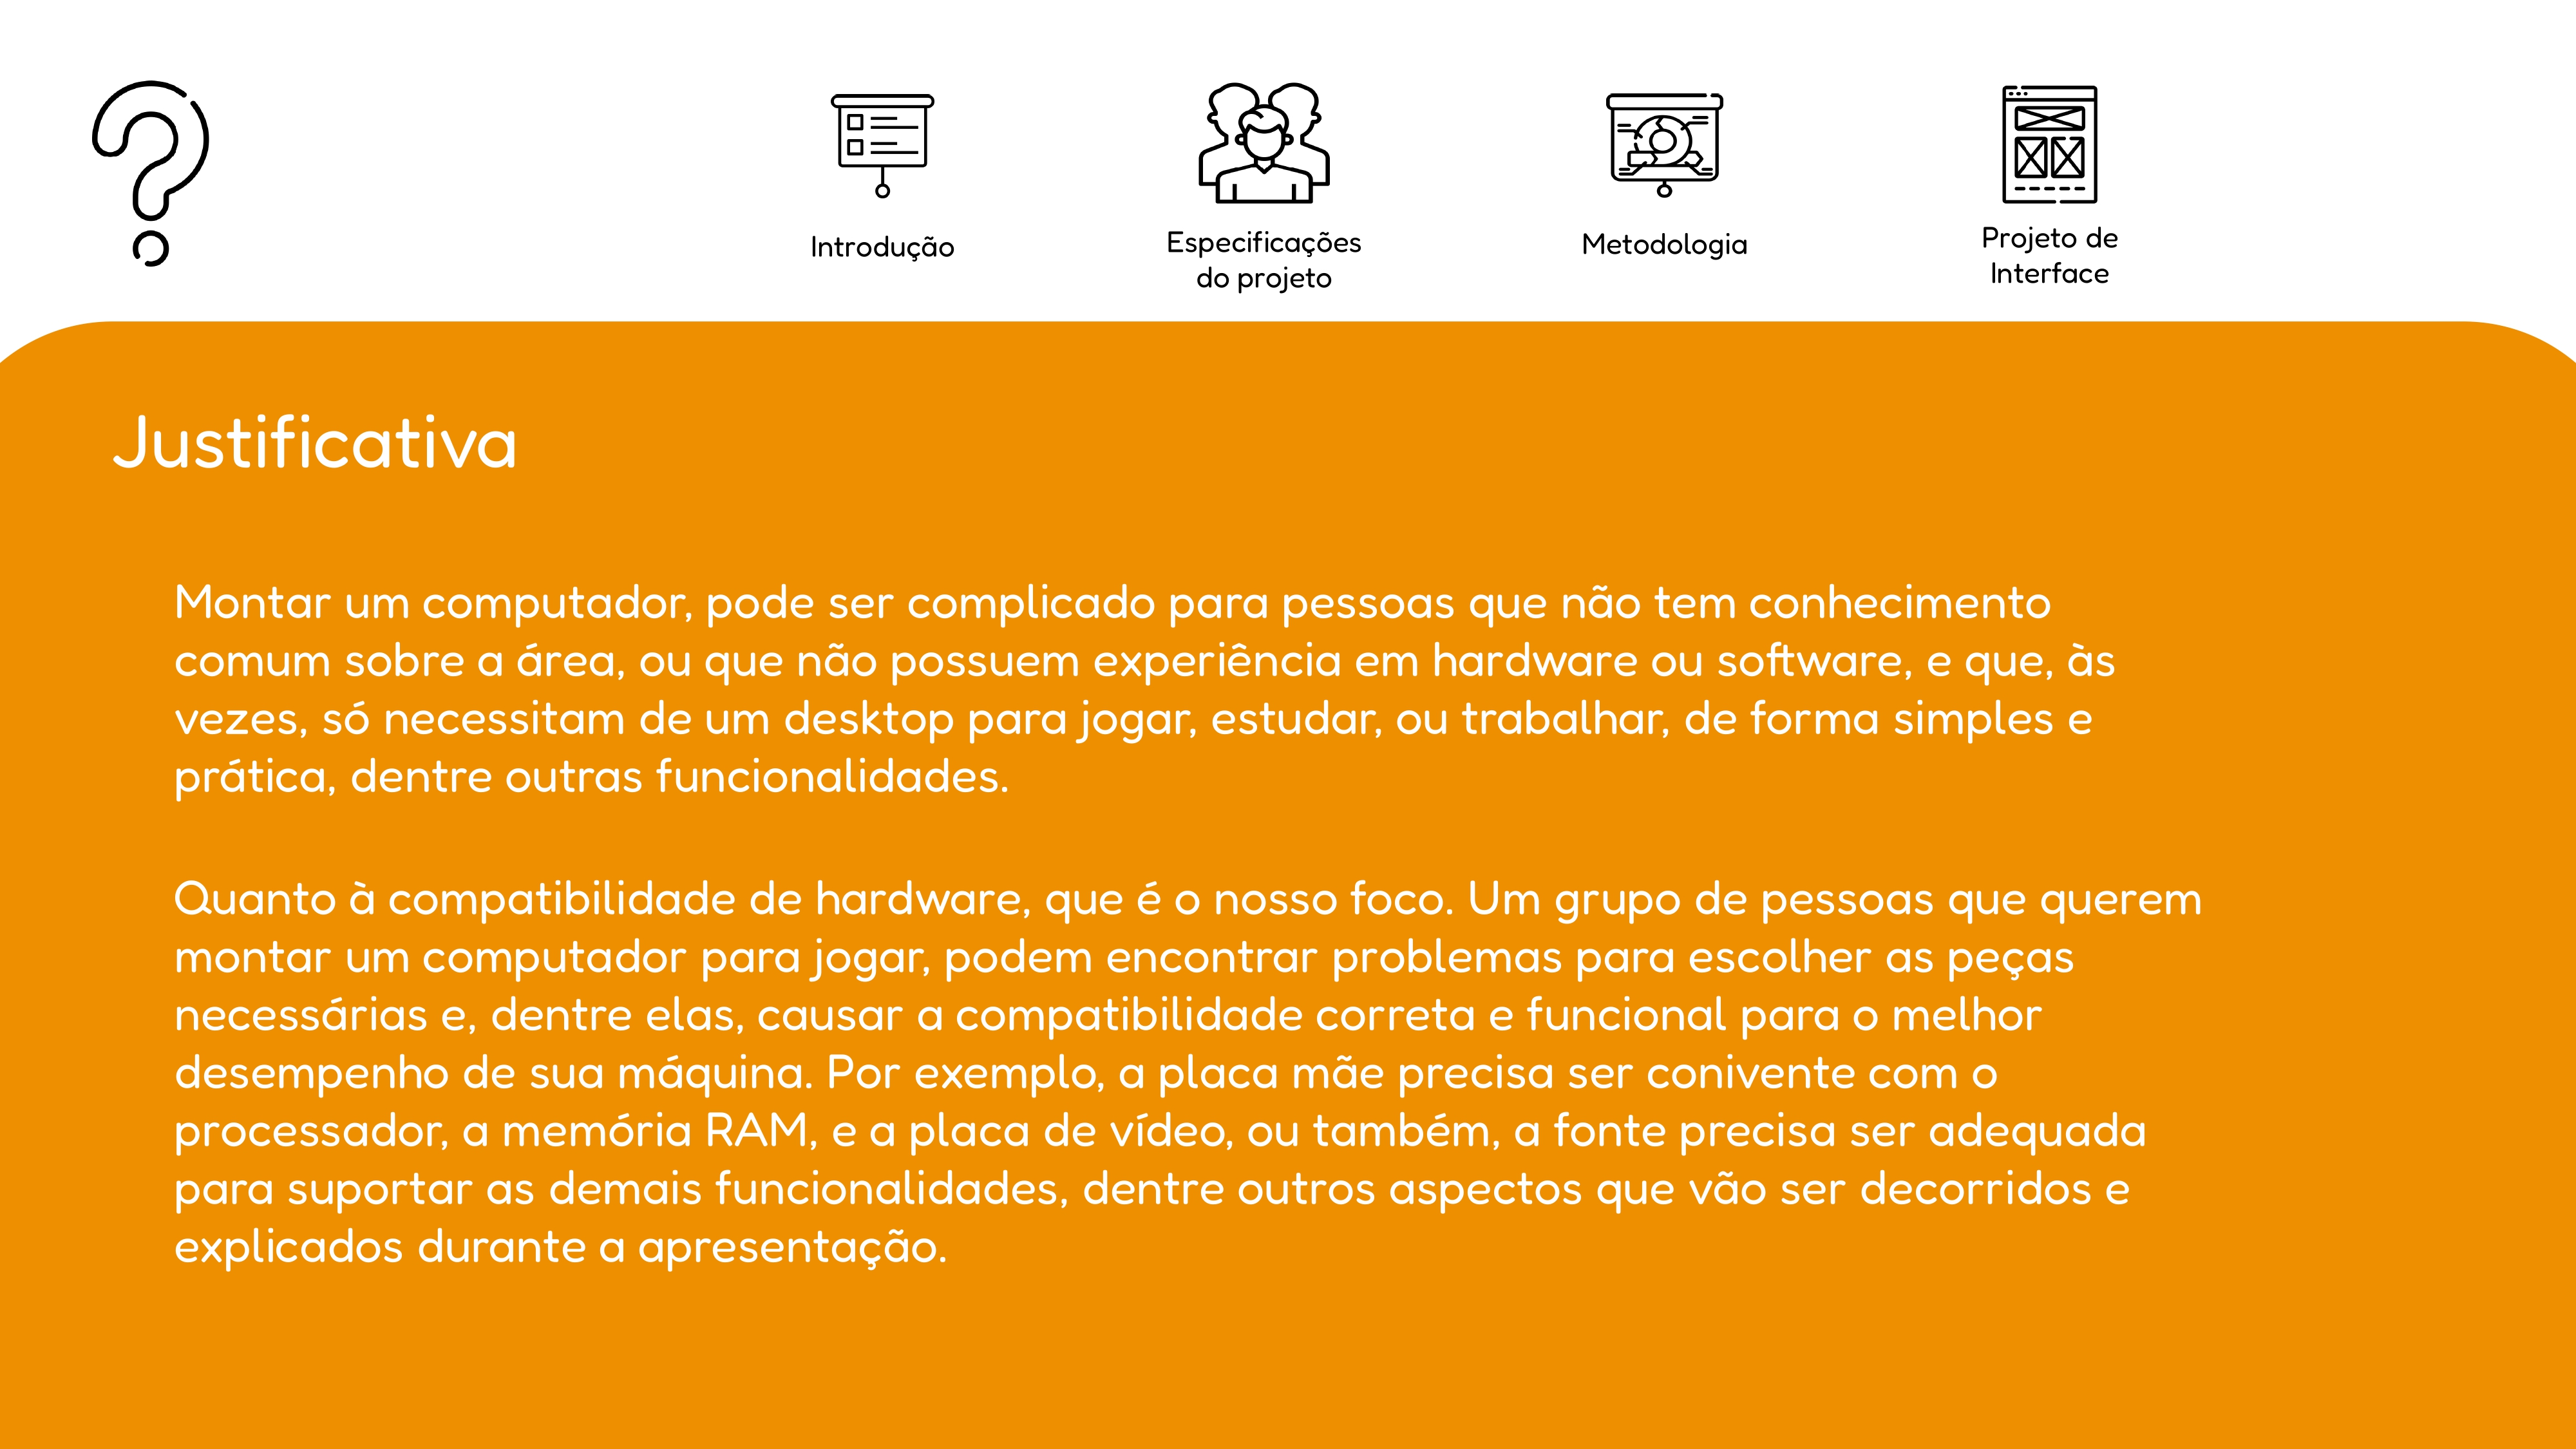 Introdução
Especificações
do projeto
Metodologia
Projeto de
Interface
Justificativa
Montar um computador, pode ser complicado para pessoas que não tem conhecimento
comum sobre a área, ou que não possuem experiência em hardware ou software, e que, às
vezes, só necessitam de um desktop para jogar, estudar, ou trabalhar, de forma simples e
prática, dentre outras funcionalidades.
Quanto à compatibilidade de hardware, que é o nosso foco. Um grupo de pessoas que querem
montar um computador para jogar, podem encontrar problemas para escolher as peças
necessárias e, dentre elas, causar a compatibilidade correta e funcional para o melhor
desempenho de sua máquina. Por exemplo, a placa mãe precisa ser conivente com o
processador, a memória RAM, e a placa de vídeo, ou também, a fonte precisa ser adequada
para suportar as demais funcionalidades, dentre outros aspectos que vão ser decorridos e
explicados durante a apresentação.